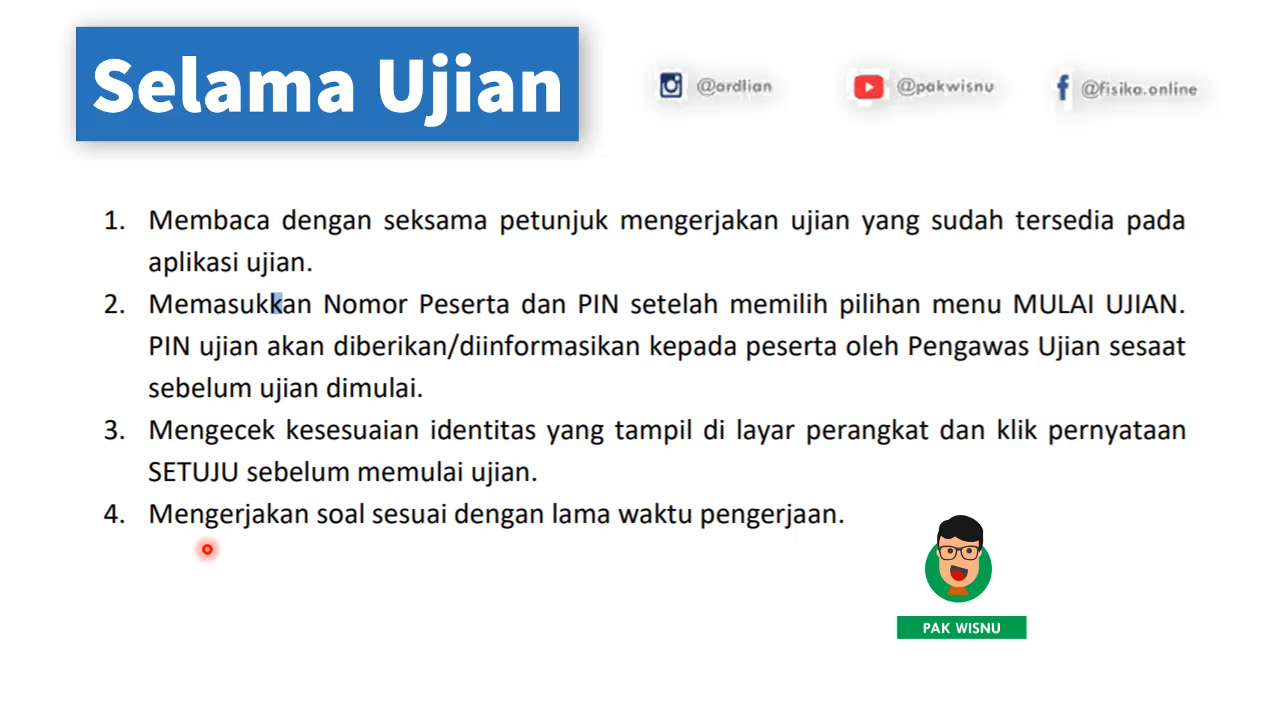 Selama Ujian
@ardlian
@pakwisnu
@fisika.online
1. Membaca dengan seksama petunjuk mengerjakan ujian yang sudah tersedia pada
aplikasi ujian.
2. Memasukkan Nomor Peserta dan PIN setelah memilih pilihan menu MULAI UJIAN.
PIN ujian akan diberikan/diinformasikan kepada peserta oleh Pengawas Ujian sesaat
sebelum ujian dimulai.
3. Mengecek kesesuaian identitas yang tampil di layar perangkat dan klik pernyataan
SETUJU sebelum memulai ujian.
4. Mengerjakan soal sesuai dengan lama waktu pengerjaan.
PAK WISNU